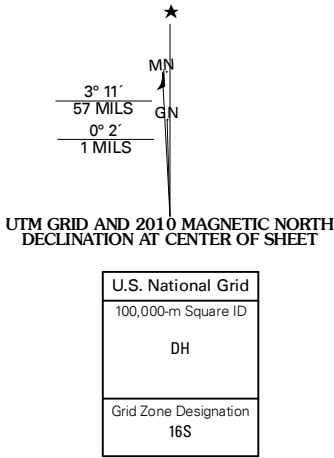 MN
3° 11´
57 MILS
GN
0° 2´
1 MILS
UTM GRID AND 2010 MAGNETIC NORTH
DECLINATION AT CENTER OF SHEET
U.S. National Grid
100,000-m Square ID
DH
Grid Zone Designation
16S